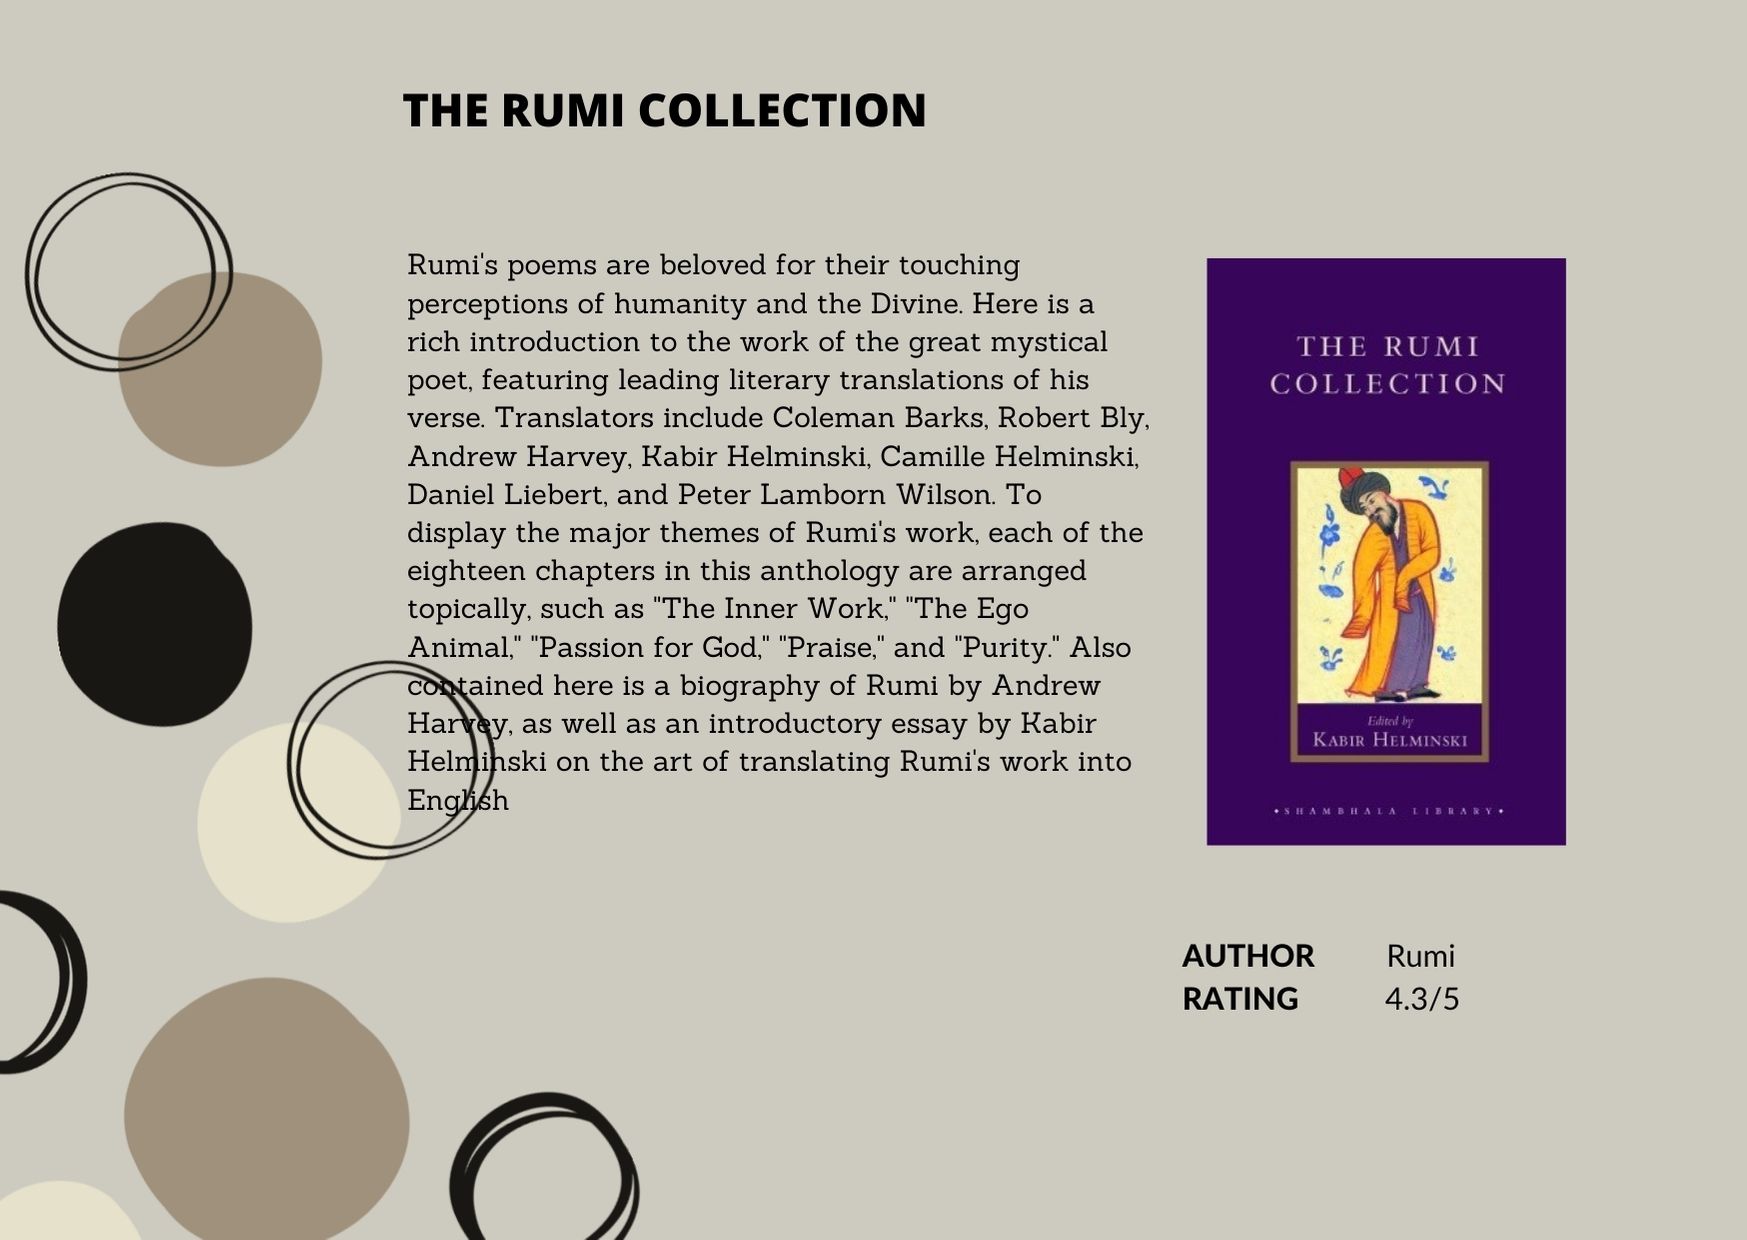 THE RUMI COLLECTION
Rumi's poems are beloved for their touching
perceptions of humanity and the Divine. Here is a
rich introduction to the work of the great mystical
poet, featuring leading literary translations of his
verse. Translators include Coleman Barks, Robert Bly,
Andrew Harvey, Kabir Helminski, Camille Helminski,
Daniel Liebert, and Peter Lamborn Wilson. To
display the major themes of Rumi's work, each of the
eighteen chapters in this anthology are arranged
topically, such as "The Inner Work," "The Ego
Animal," "Passion for God," "Praise," and "Purity." Also
contained here is a biography of Rumi by Andrew
Harvey, as well as an introductory essay by Kabir
Helminski on the art of translating Rumi's work into
English
THE RUMI
COLLECTION
Edited by
KABIR HELMINSKI
•SHAMBHALA LIBRARY•
AUTHOR Rumi
RATING 4.3/5